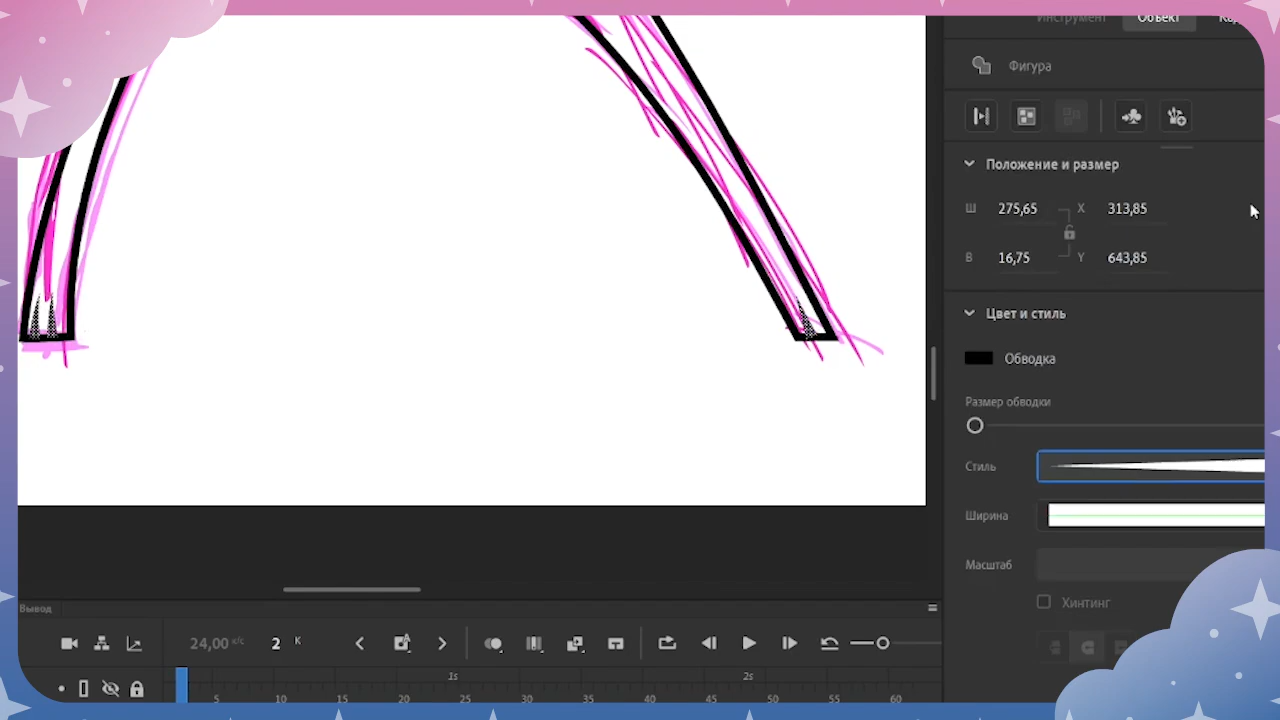 Инструмент Объект
Фигура
Положение и размер
Ш 275,65 X 313,85
В 16,75 Y 643,85
Цвет и стиль
Обводка
Размер обводки
Стиль
Ширина
Масштаб
Хинтинг
Вывод
24,00 к/с 2 К
1s 2s
5 10 15 20 25 30 35 40 45 50 55 60